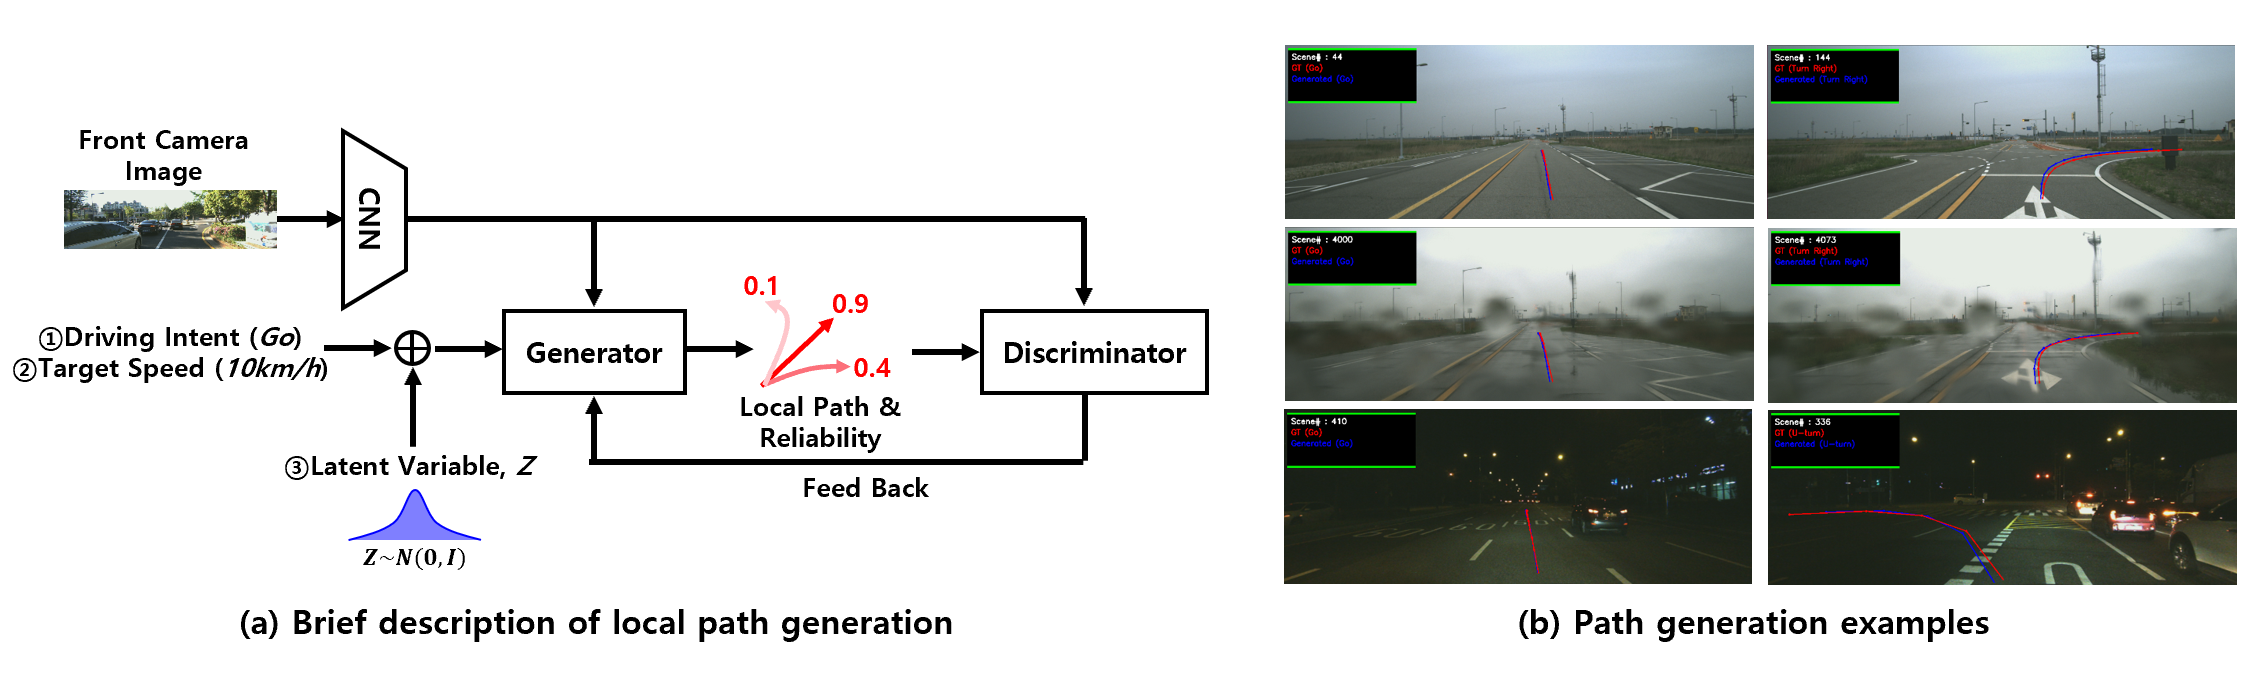 Front Camera
Image
CNN
①Driving Intent (Go)
②Target Speed (10km/h)
③Latent Variable, Z
Z~N(0, I)
Generator
0.1
0.9
0.4
Local Path &
Reliability
Discriminator
Feed Back
(a) Brief description of local path generation
Scene# : 44
GT (Go)
Generated (Go)
Scene# : 144
GT (Turn Right)
Generated (Turn Right)
Scene# : 4000
GT (Go)
Generated (Go)
Scene# : 4073
GT (Turn Right)
Generated (Turn Right)
Scene# : 410
GT (Go)
Generated (Go)
Scene# : 336
GT (U-turn)
Generated (U-turn)
(b) Path generation examples